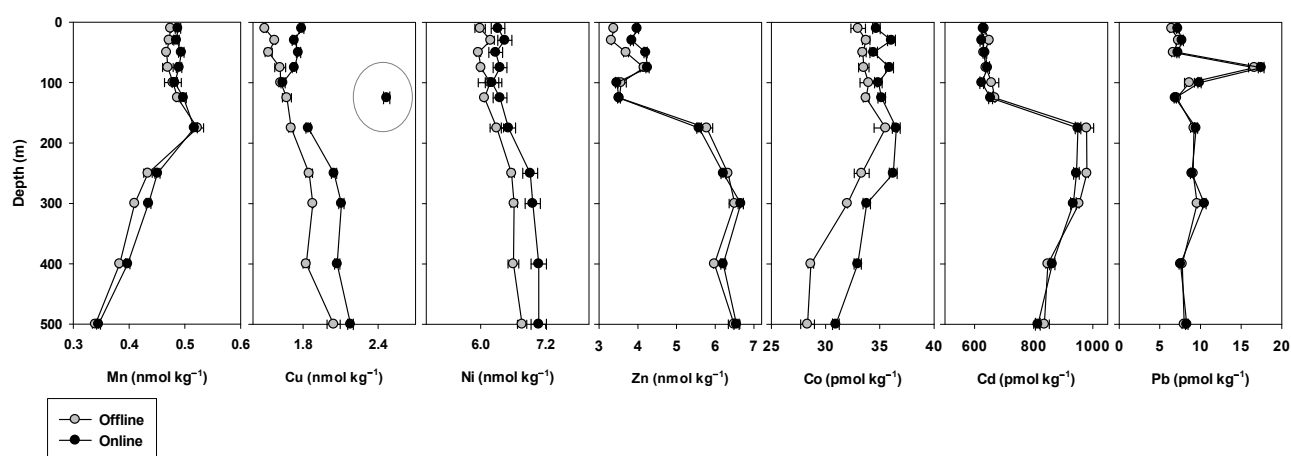 0
100
200
300
400
500
Depth (m)
0.3 0.4 0.5 0.6
1.8 2.4
6.0 7.2
3 4 5 6 7
25 30 35 40
600 800 1000
0 5 10 15 20
Mn (nmol kg⁻¹)
Cu (nmol kg⁻¹)
Ni (nmol kg⁻¹)
Zn (nmol kg⁻¹)
Co (pmol kg⁻¹)
Cd (pmol kg⁻¹)
Pb (pmol kg⁻¹)
Offline
Online